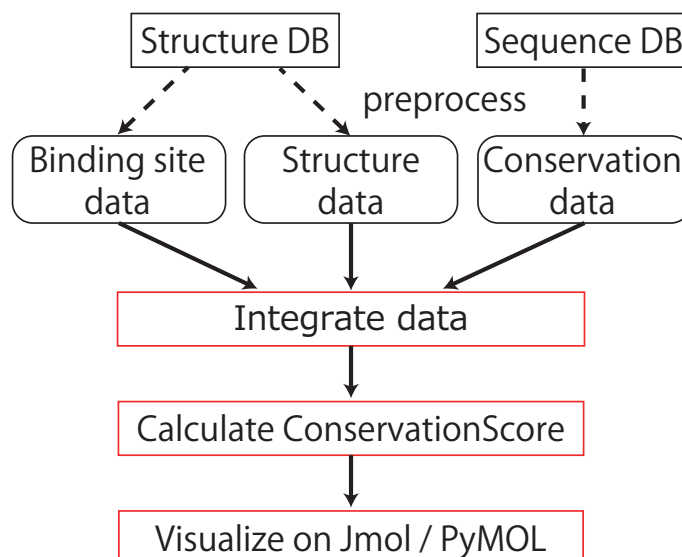 Structure DB
Sequence DB
preprocess
Binding site
data
Structure
data
Conservation
data
Integrate data
Calculate ConservationScore
Visualize on Jmol / PyMOL